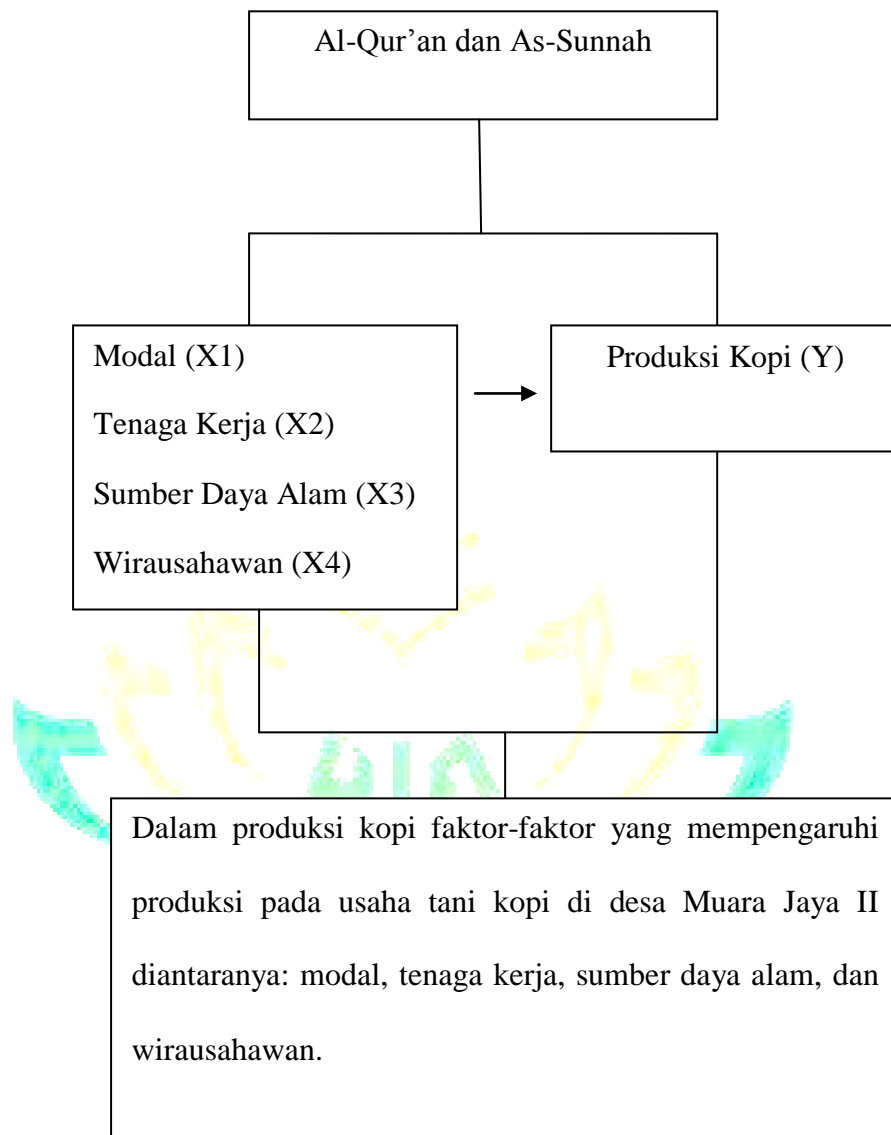 Al-Qur’an dan As-Sunnah
Modal (X1)
Tenaga Kerja (X2)
Sumber Daya Alam (X3)
Wirausahawan (X4)
Produksi Kopi (Y)
Dalam produksi kopi faktor-faktor yang mempengaruhi
produksi pada usaha tani kopi di desa Muara Jaya II
diantaranya: modal, tenaga kerja, sumber daya alam, dan
wirausahawan.